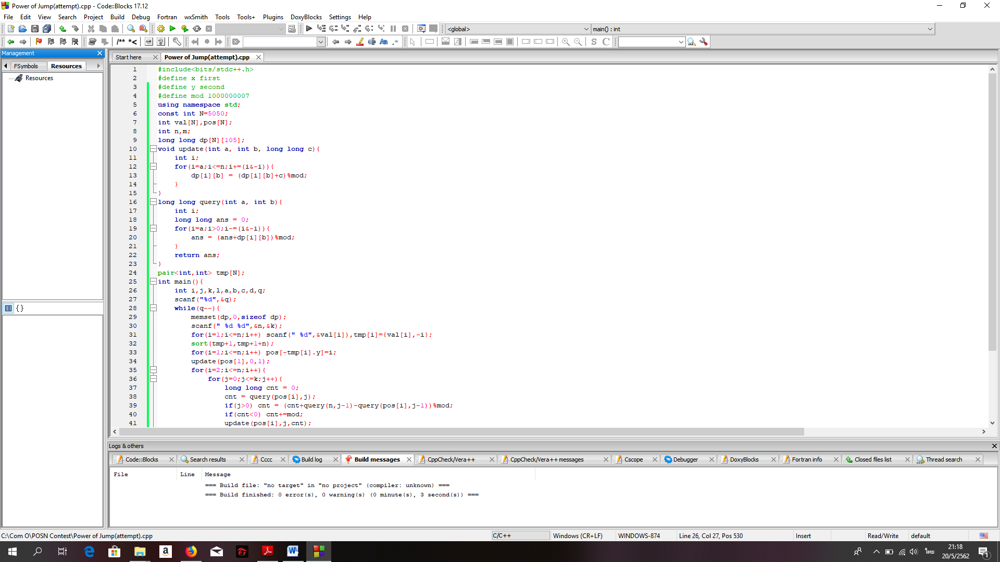 Power of Jump(attempt).cpp - Code::Blocks 17.12
File Edit View Search Project Build Debug Fortran wxSmith Tools Tools+ Plugins DoxyBlocks Settings Help
<global> main() : int
/** *<
Aa .* S C
Management
FSymbols Resources
Resources
{}
Start here Power of Jump(attempt).cpp
1 #include<bits/stdc++.h>
2 #define x first
3 #define y second
4 #define mod 1000000007
5 using namespace std;
6 const int N=5050;
7 int val[N],pos[N];
8 int n,m;
9 long long dp[N][105];
10 void update(int a, int b, long long c){
11 int i;
12 for(i=a;i<=n;i+=(i&-i)){
13 dp[i][b] = (dp[i][b]+c)%mod;
14 }
15 }
16 long long query(int a, int b){
17 int i;
18 long long ans = 0;
19 for(i=a;i>0;i-=(i&-i)){
20 ans = (ans+dp[i][b])%mod;
21 }
22 return ans;
23 }
24 pair<int,int> tmp[N];
25 int main(){
26 int i,j,k,l,a,b,c,d,q;
27 scanf("%d",&q);
28 while(q--){
29 memset(dp,0,sizeof dp);
30 scanf(" %d %d",&n,&k);
31 for(i=1;i<=n;i++) scanf(" %d",&val[i]),tmp[i]={val[i],-i};
32 sort(tmp+1,tmp+1+n);
33 for(i=1;i<=n;i++) pos[-tmp[i].y]=i;
34 update(pos[1],0,1);
35 for(i=2;i<=n;i++){
36 for(j=0;j<=k;j++){
37 long long cnt = 0;
38 cnt = query(pos[i],j);
39 if(j>0) cnt = (cnt+query(n,j-1)-query(pos[i],j-1))%mod;
40 if(cnt<0) cnt+=mod;
41 update(pos[i],j,cnt);
Logs & others
Code::Blocks Search results Cccc Build log Build messages CppCheck/Vera++ CppCheck/Vera++ messages Cscope Debugger DoxyBlocks Fortran info Closed files list Thread search
File Line Message
=== Build file: "no target" in "no project" (compiler: unknown) ===
=== Build finished: 0 error(s), 0 warning(s) (0 minute(s), 3 second(s)) ===
C:\Com O\POSN Contest\Power of Jump(attempt).cpp C/C++ Windows (CR+LF) WINDOWS-874 Line 26, Col 27, Pos 530 Insert Read/Write default
ไทย 21:18
20/5/2562
1